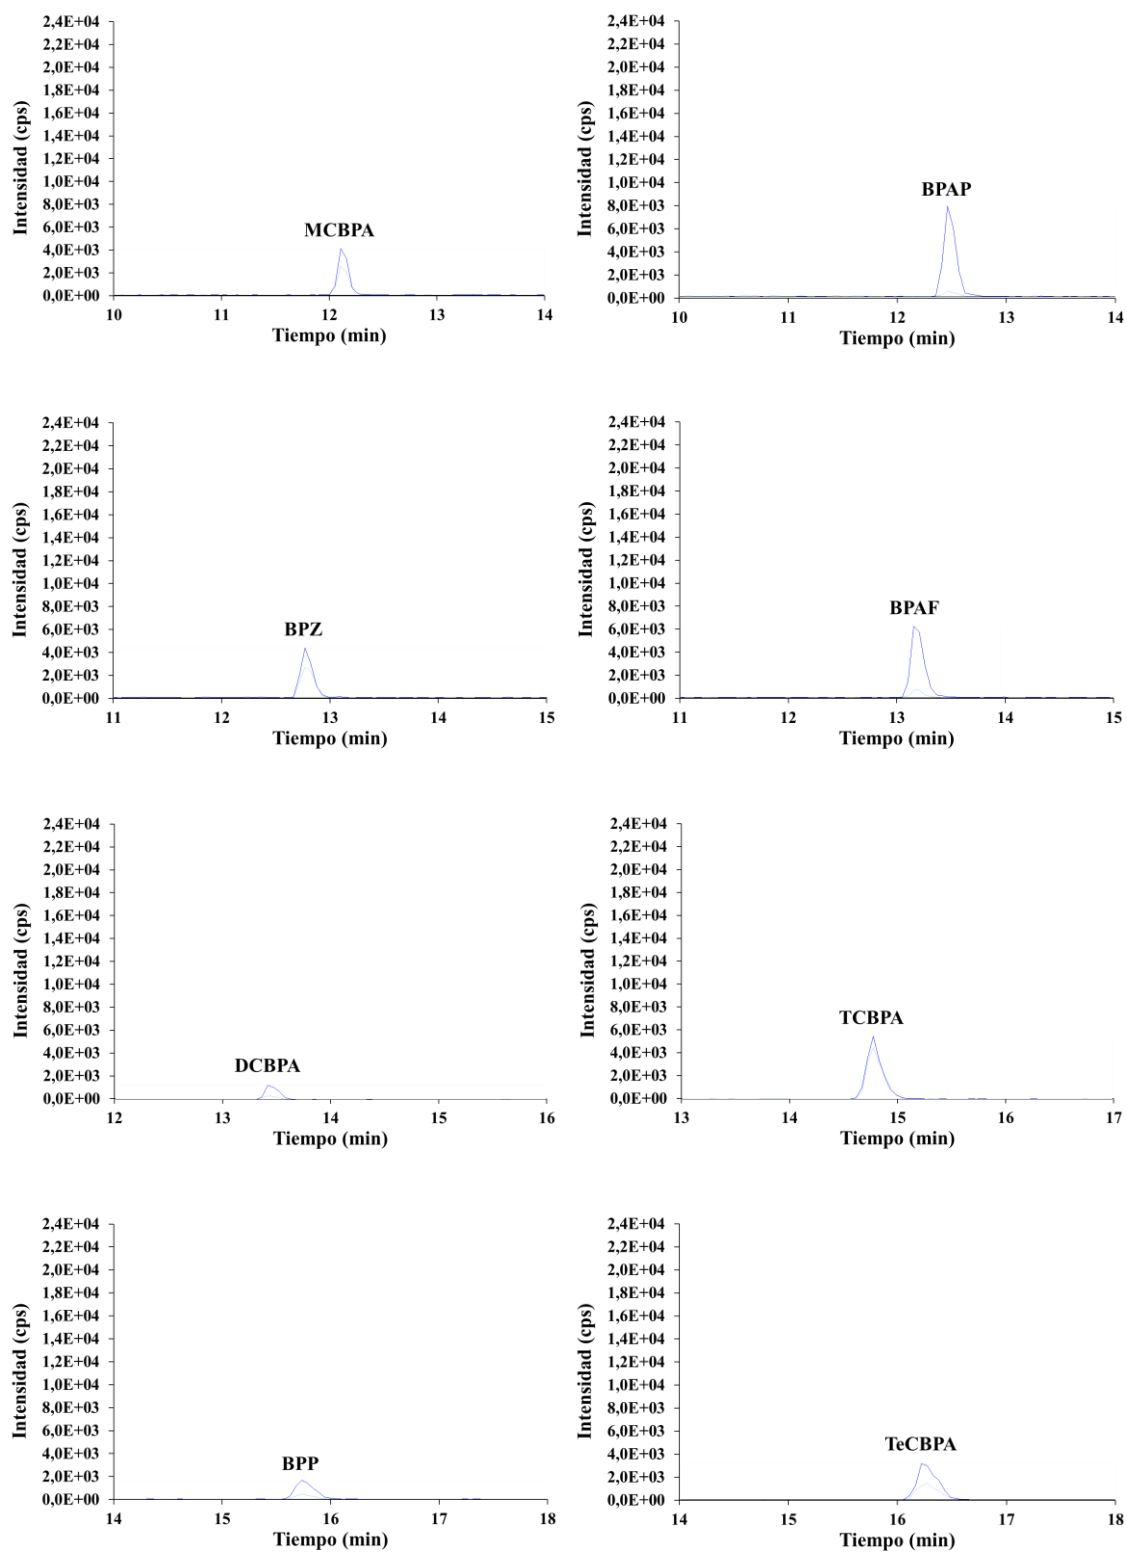 2,4E+04
2,2E+04
2,0E+04
1,8E+04
1,6E+04
1,4E+04
1,2E+04
1,0E+04
8,0E+03
6,0E+03
4,0E+03
2,0E+03
0,0E+00
Intensidad (cps)
MCBPA
10 11 12 13 14
Tiempo (min)
2,4E+04
2,2E+04
2,0E+04
1,8E+04
1,6E+04
1,4E+04
1,2E+04
1,0E+04
8,0E+03
6,0E+03
4,0E+03
2,0E+03
0,0E+00
Intensidad (cps)
BPAP
10 11 12 13 14
Tiempo (min)
2,4E+04
2,2E+04
2,0E+04
1,8E+04
1,6E+04
1,4E+04
1,2E+04
1,0E+04
8,0E+03
6,0E+03
4,0E+03
2,0E+03
0,0E+00
Intensidad (cps)
BPZ
11 12 13 14 15
Tiempo (min)
2,4E+04
2,2E+04
2,0E+04
1,8E+04
1,6E+04
1,4E+04
1,2E+04
1,0E+04
8,0E+03
6,0E+03
4,0E+03
2,0E+03
0,0E+00
Intensidad (cps)
BPAF
11 12 13 14 15
Tiempo (min)
2,4E+04
2,2E+04
2,0E+04
1,8E+04
1,6E+04
1,4E+04
1,2E+04
1,0E+04
8,0E+03
6,0E+03
4,0E+03
2,0E+03
0,0E+00
Intensidad (cps)
DCBPA
12 13 14 15 16
Tiempo (min)
2,4E+04
2,2E+04
2,0E+04
1,8E+04
1,6E+04
1,4E+04
1,2E+04
1,0E+04
8,0E+03
6,0E+03
4,0E+03
2,0E+03
0,0E+00
Intensidad (cps)
TCBPA
13 14 15 16 17
Tiempo (min)
2,4E+04
2,2E+04
2,0E+04
1,8E+04
1,6E+04
1,4E+04
1,2E+04
1,0E+04
8,0E+03
6,0E+03
4,0E+03
2,0E+03
0,0E+00
Intensidad (cps)
BPP
14 15 16 17 18
Tiempo (min)
2,4E+04
2,2E+04
2,0E+04
1,8E+04
1,6E+04
1,4E+04
1,2E+04
1,0E+04
8,0E+03
6,0E+03
4,0E+03
2,0E+03
0,0E+00
Intensidad (cps)
TeCBPA
14 15 16 17 18
Tiempo (min)